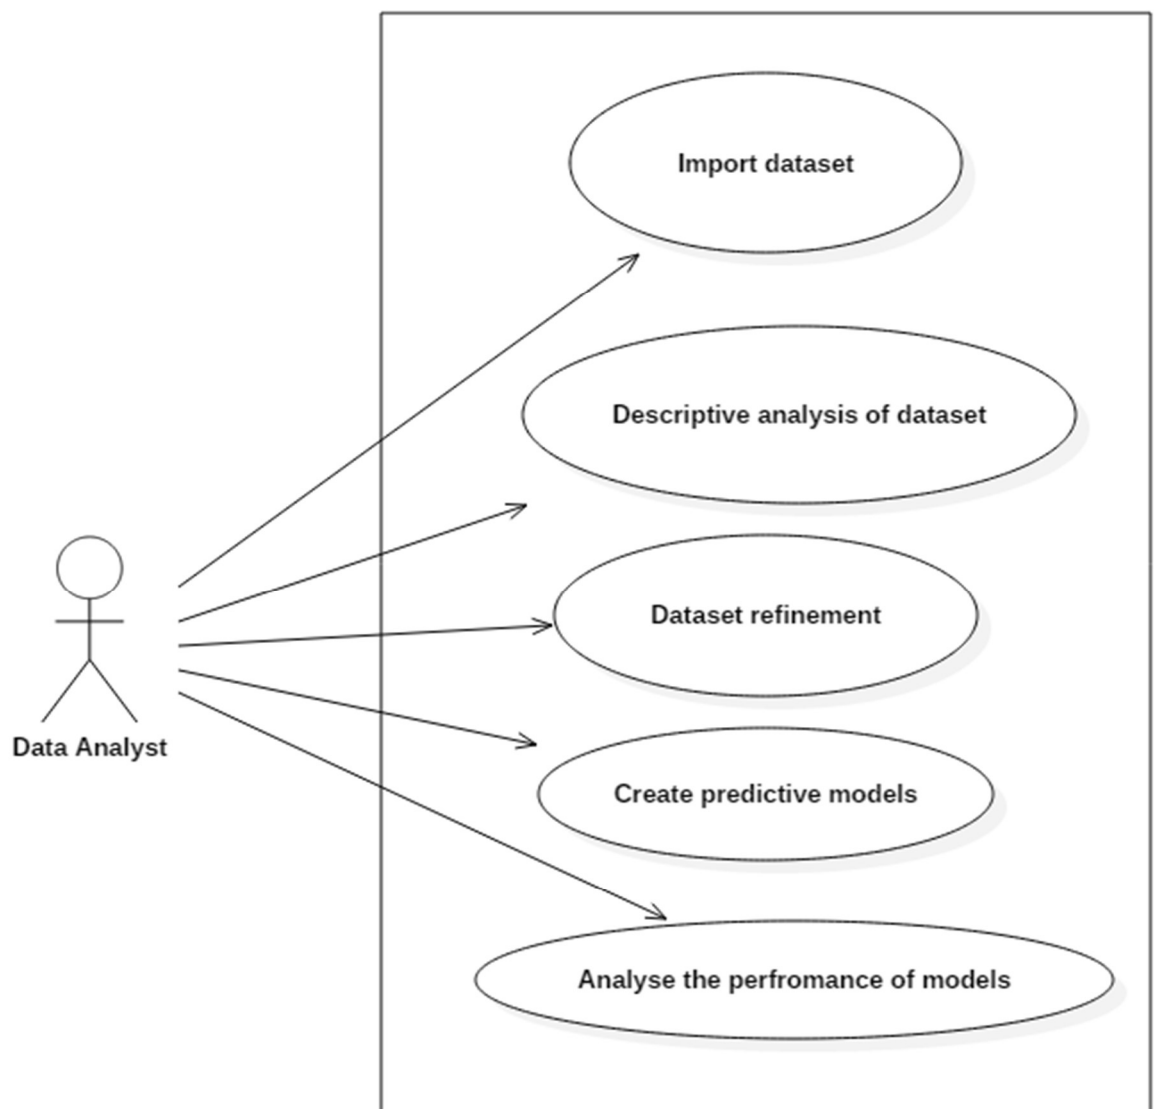 Import dataset
Descriptive analysis of dataset
Dataset refinement
Data Analyst
Create predictive models
Analyse the perfromance of models